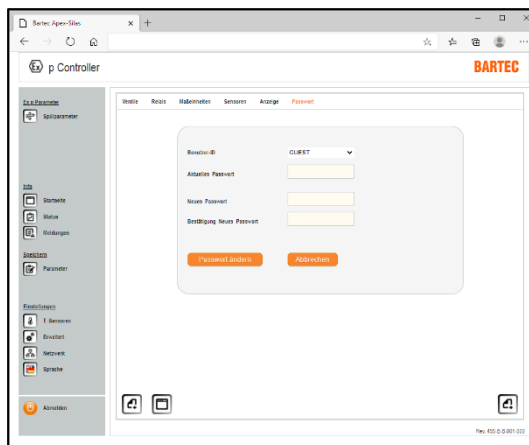 Bartec Apex-Silas
Ex p Controller
BARTEC
Ex p Parameter
Spülparameter
Info
Startseite
Status
Meldungen
Speichern
Parameter
Einstellungen
T-Sensoren
Erweitert
Netzwerk
Sprache
Abmelden
Ventile Relais Maßeinheiten Sensoren Anzeige Passwort
Benutzer-ID GUEST
Aktuelles Passwort
Neues Passwort
Bestätigung Neues Passwort
Passwort ändern Abbrechen